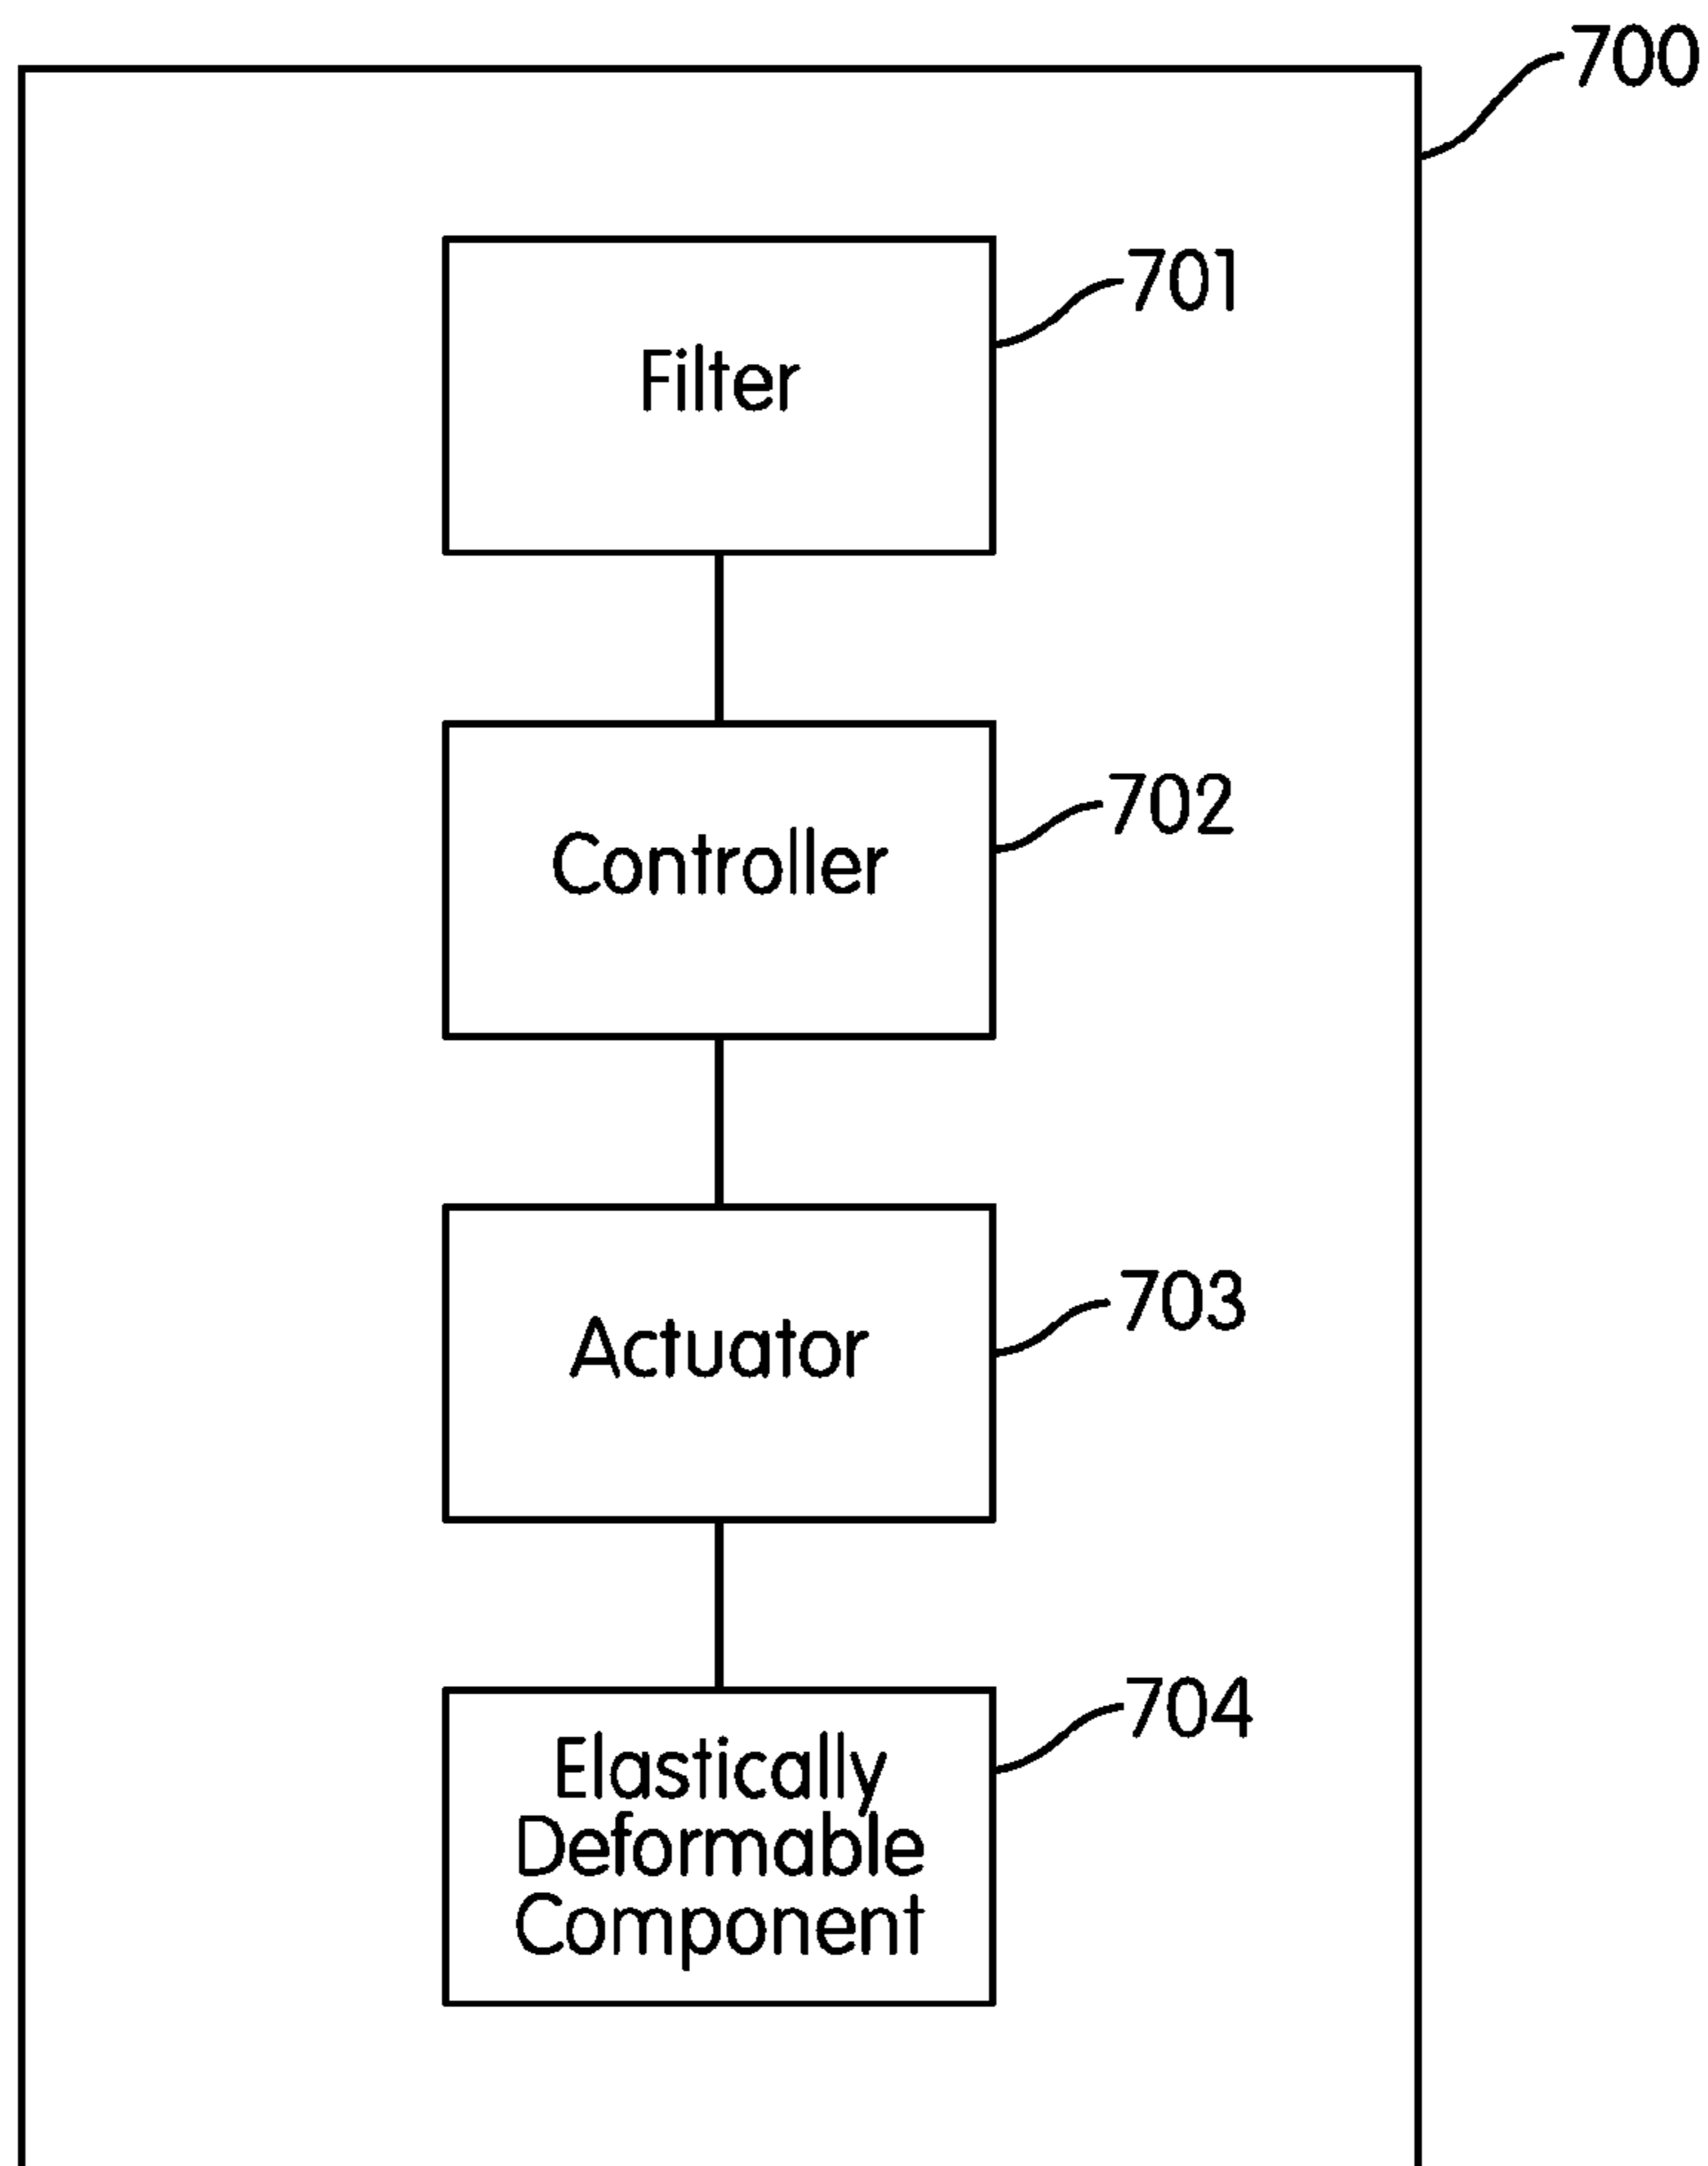 700
701
Filter
702
Controller
703
Actuator
704
Elastically
Deformable
Component